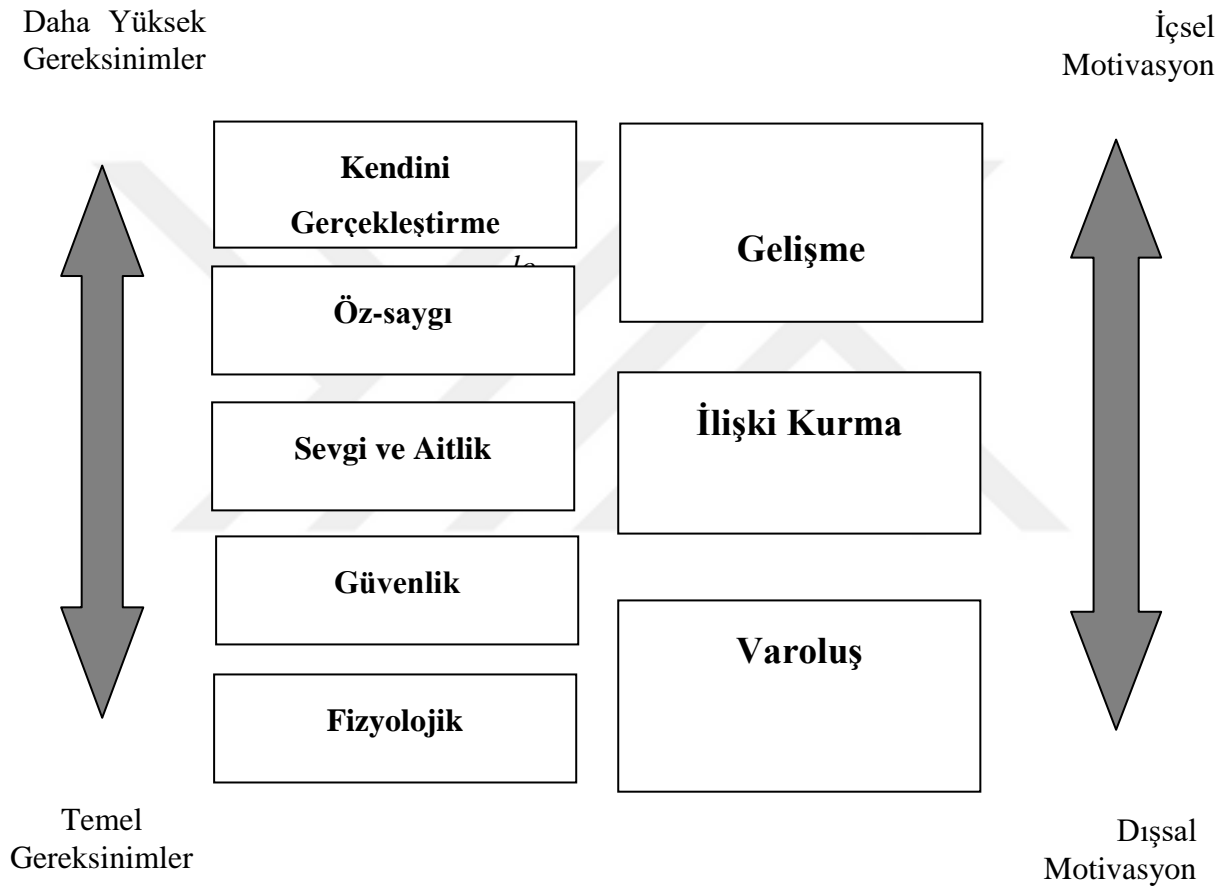 Daha Yüksek
Gereksinimler
İçsel
Motivasyon
Kendini
Gerçekleştirme
Öz-saygı
Sevgi ve Aitlik
Güvenlik
Fizyolojik
Gelişme
İlişki Kurma
Varoluş
Temel
Gereksinimler
Dışsal
Motivasyon